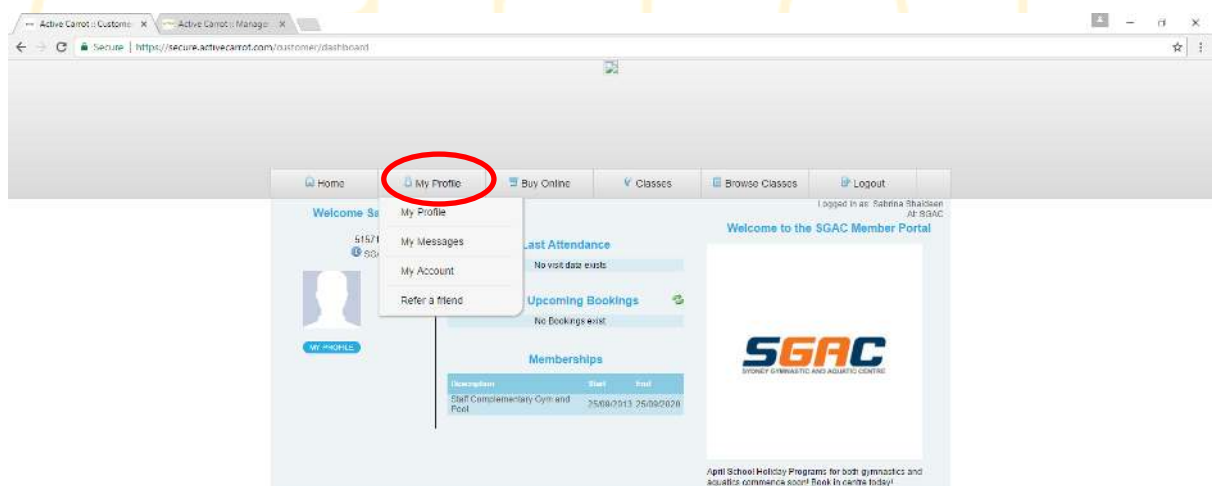 Active Carrot :: Custome
Active Carrot :: Manage
Secure | https://secure.activecarrot.com/customer/dashboard
Home
My Profile
Buy Online
Classes
Browse Classes
Logout
Welcome Sa
My Profile
My Messages
My Account
Refer a friend
5157
SG
MY PROFILE
Last Attendance
No visit data exists
Upcoming Bookings
No Bookings exist
Memberships
Description Start End
Staff Complementary Gym and Pool 25/09/2013 25/09/2028
Logged in as: Sabrina Bhaldeen
At: SGAC
Welcome to the SGAC Member Portal
SGAC
SYDNEY GYMNASTIC AND AQUATIC CENTRE
April School Holiday Programs for both gymnastics and
aquatics commence soon! Book in centre today!